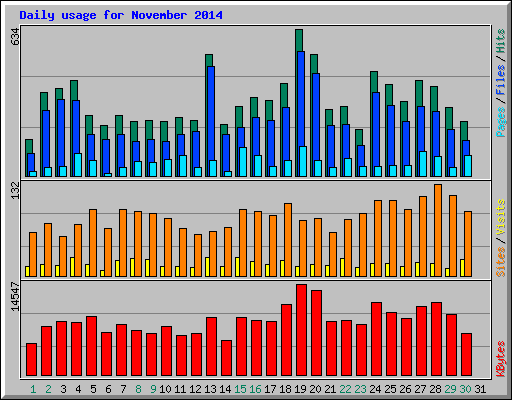 Daily usage for November 2014
634
Pages / Files / Hits
132
Sites / Visits
14547
KBytes
1 2 3 4 5 6 7 8 9 10 11 12 13 14 15 16 17 18 19 20 21 22 23 24 25 26 27 28 29 30 31